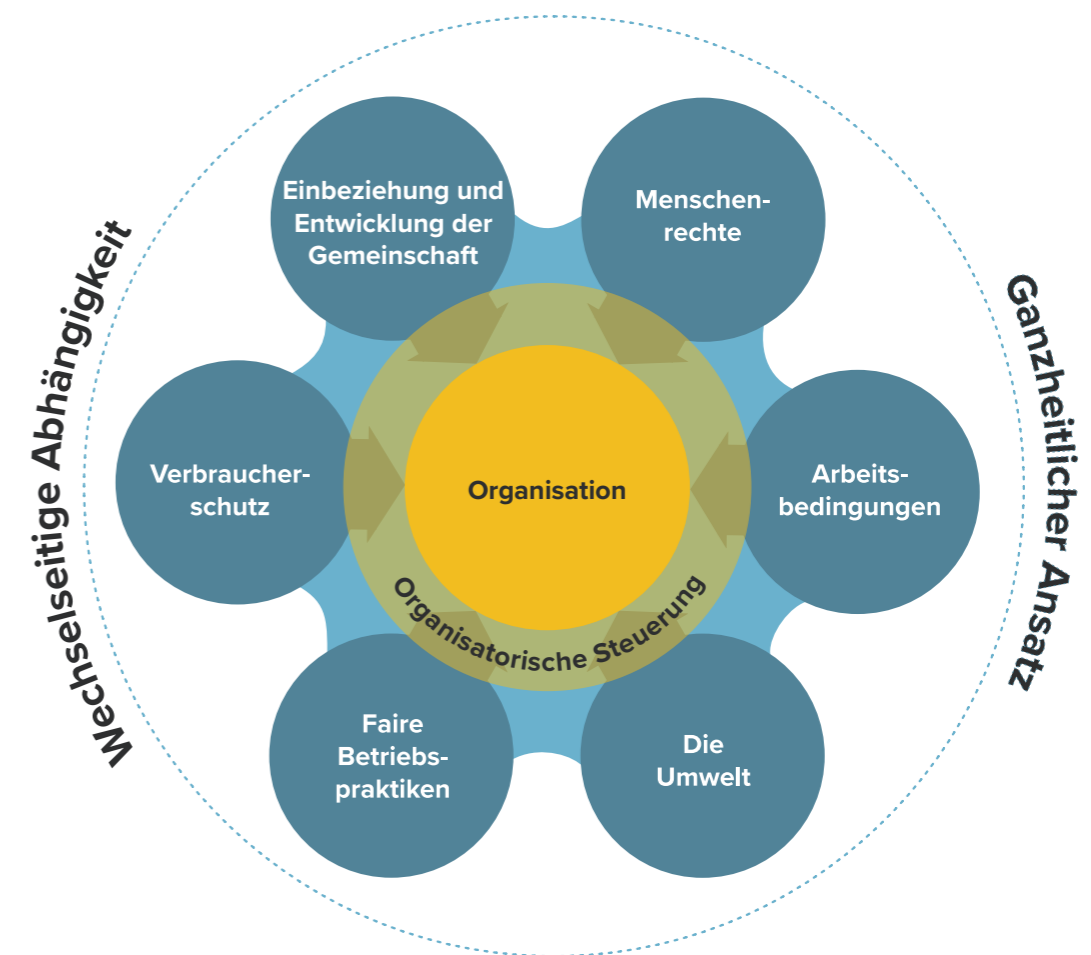 Einbeziehung und
Entwicklung der
Gemeinschaft
Menschen-
rechte
Wechselseitige Abhängigkeit
Ganzheitlicher Ansatz
Verbraucher-
schutz
Organisation
Arbeits-
bedingungen
Organisatorische Steuerung
Faire
Betriebs-
praktiken
Die
Umwelt